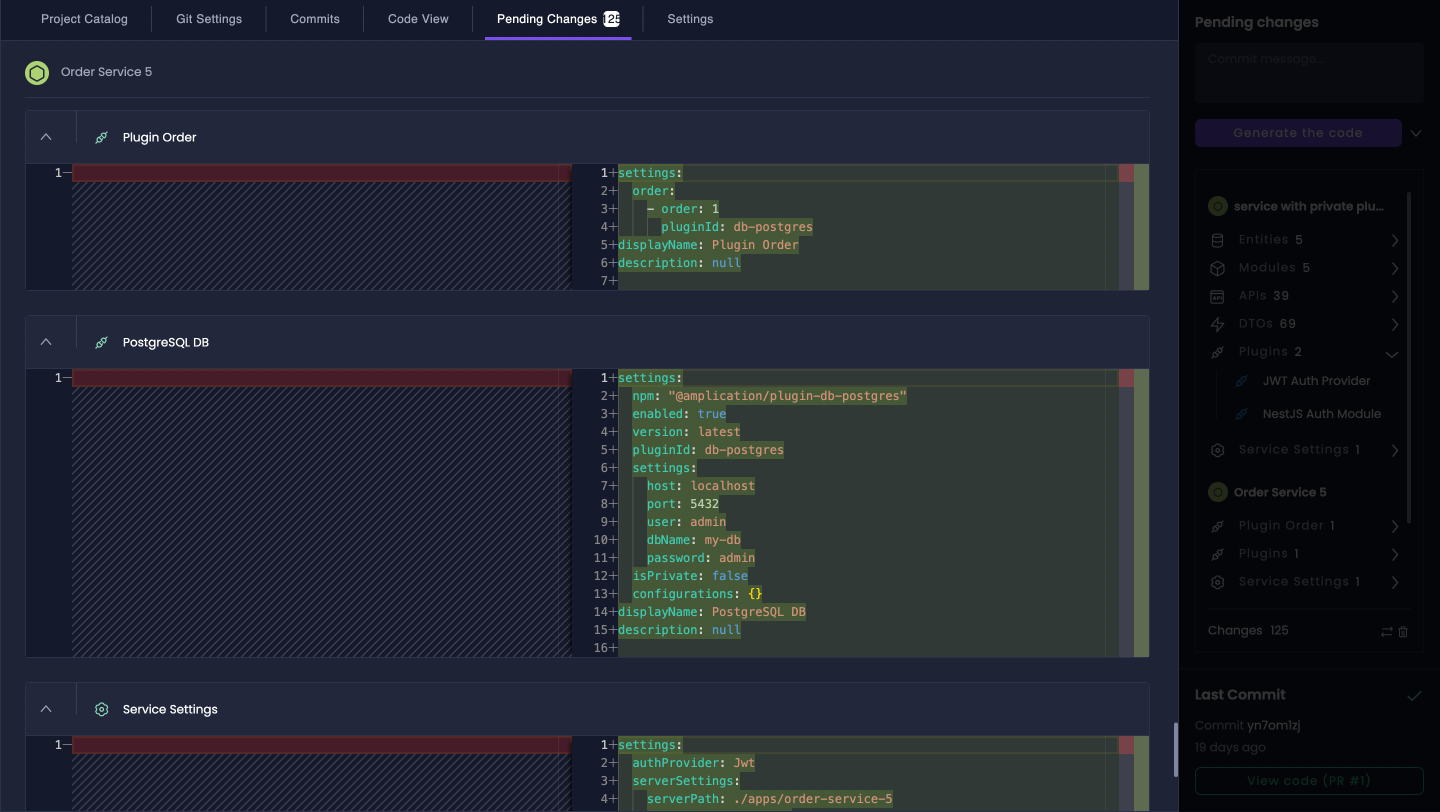 Project Catalog
Git Settings
Commits
Code View
Pending Changes 125
Settings
Order Service 5
Plugin Order
1—
1+settings:
2+  order:
3+    - order: 1
4+      pluginId: db-postgres
5+displayName: Plugin Order
6+description: null
7+
PostgreSQL DB
1—
1+settings:
2+  npm: "@amplication/plugin-db-postgres"
3+  enabled: true
4+  version: latest
5+  pluginId: db-postgres
6+  settings:
7+    host: localhost
8+    port: 5432
9+    user: admin
10+    dbName: my-db
11+    password: admin
12+  isPrivate: false
13+  configurations: {}
14+displayName: PostgreSQL DB
15+description: null
16+
Service Settings
1—
1+settings:
2+  authProvider: Jwt
3+  serverSettings:
4+    serverPath: ./apps/order-service-5
Pending changes
Commit message...
Generate the code
service with private plu...
Entities 5
Modules 5
APIs 39
DTOs 69
Plugins 2
JWT Auth Provider
NestJS Auth Module
Service Settings 1
Order Service 5
Plugin Order 1
Plugins 1
Service Settings 1
Changes 125
Last Commit
Commit yn7om1zj
19 days ago
View code (PR #1)